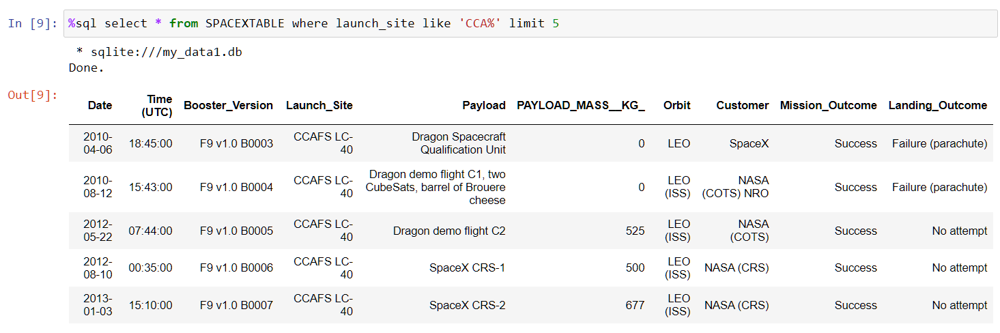 In [9]: %sql select * from SPACEXTABLE where launch_site like 'CCA%' limit 5
* sqlite:///my_data1.db
Done.
Out[9]:
Date Time (UTC) Booster_Version Launch_Site Payload PAYLOAD_MASS__KG_ Orbit Customer Mission_Outcome Landing_Outcome
2010-04-06 18:45:00 F9 v1.0 B0003 CCAFS LC-40 Dragon Spacecraft Qualification Unit 0 LEO SpaceX Success Failure (parachute)
2010-08-12 15:43:00 F9 v1.0 B0004 CCAFS LC-40 Dragon demo flight C1, two CubeSats, barrel of Brouere cheese 0 LEO (ISS) NASA (COTS) NRO Success Failure (parachute)
2012-05-22 07:44:00 F9 v1.0 B0005 CCAFS LC-40 Dragon demo flight C2 525 LEO (ISS) NASA (COTS) Success No attempt
2012-08-10 00:35:00 F9 v1.0 B0006 CCAFS LC-40 SpaceX CRS-1 500 LEO (ISS) NASA (CRS) Success No attempt
2013-01-03 15:10:00 F9 v1.0 B0007 CCAFS LC-40 SpaceX CRS-2 677 LEO (ISS) NASA (CRS) Success No attempt